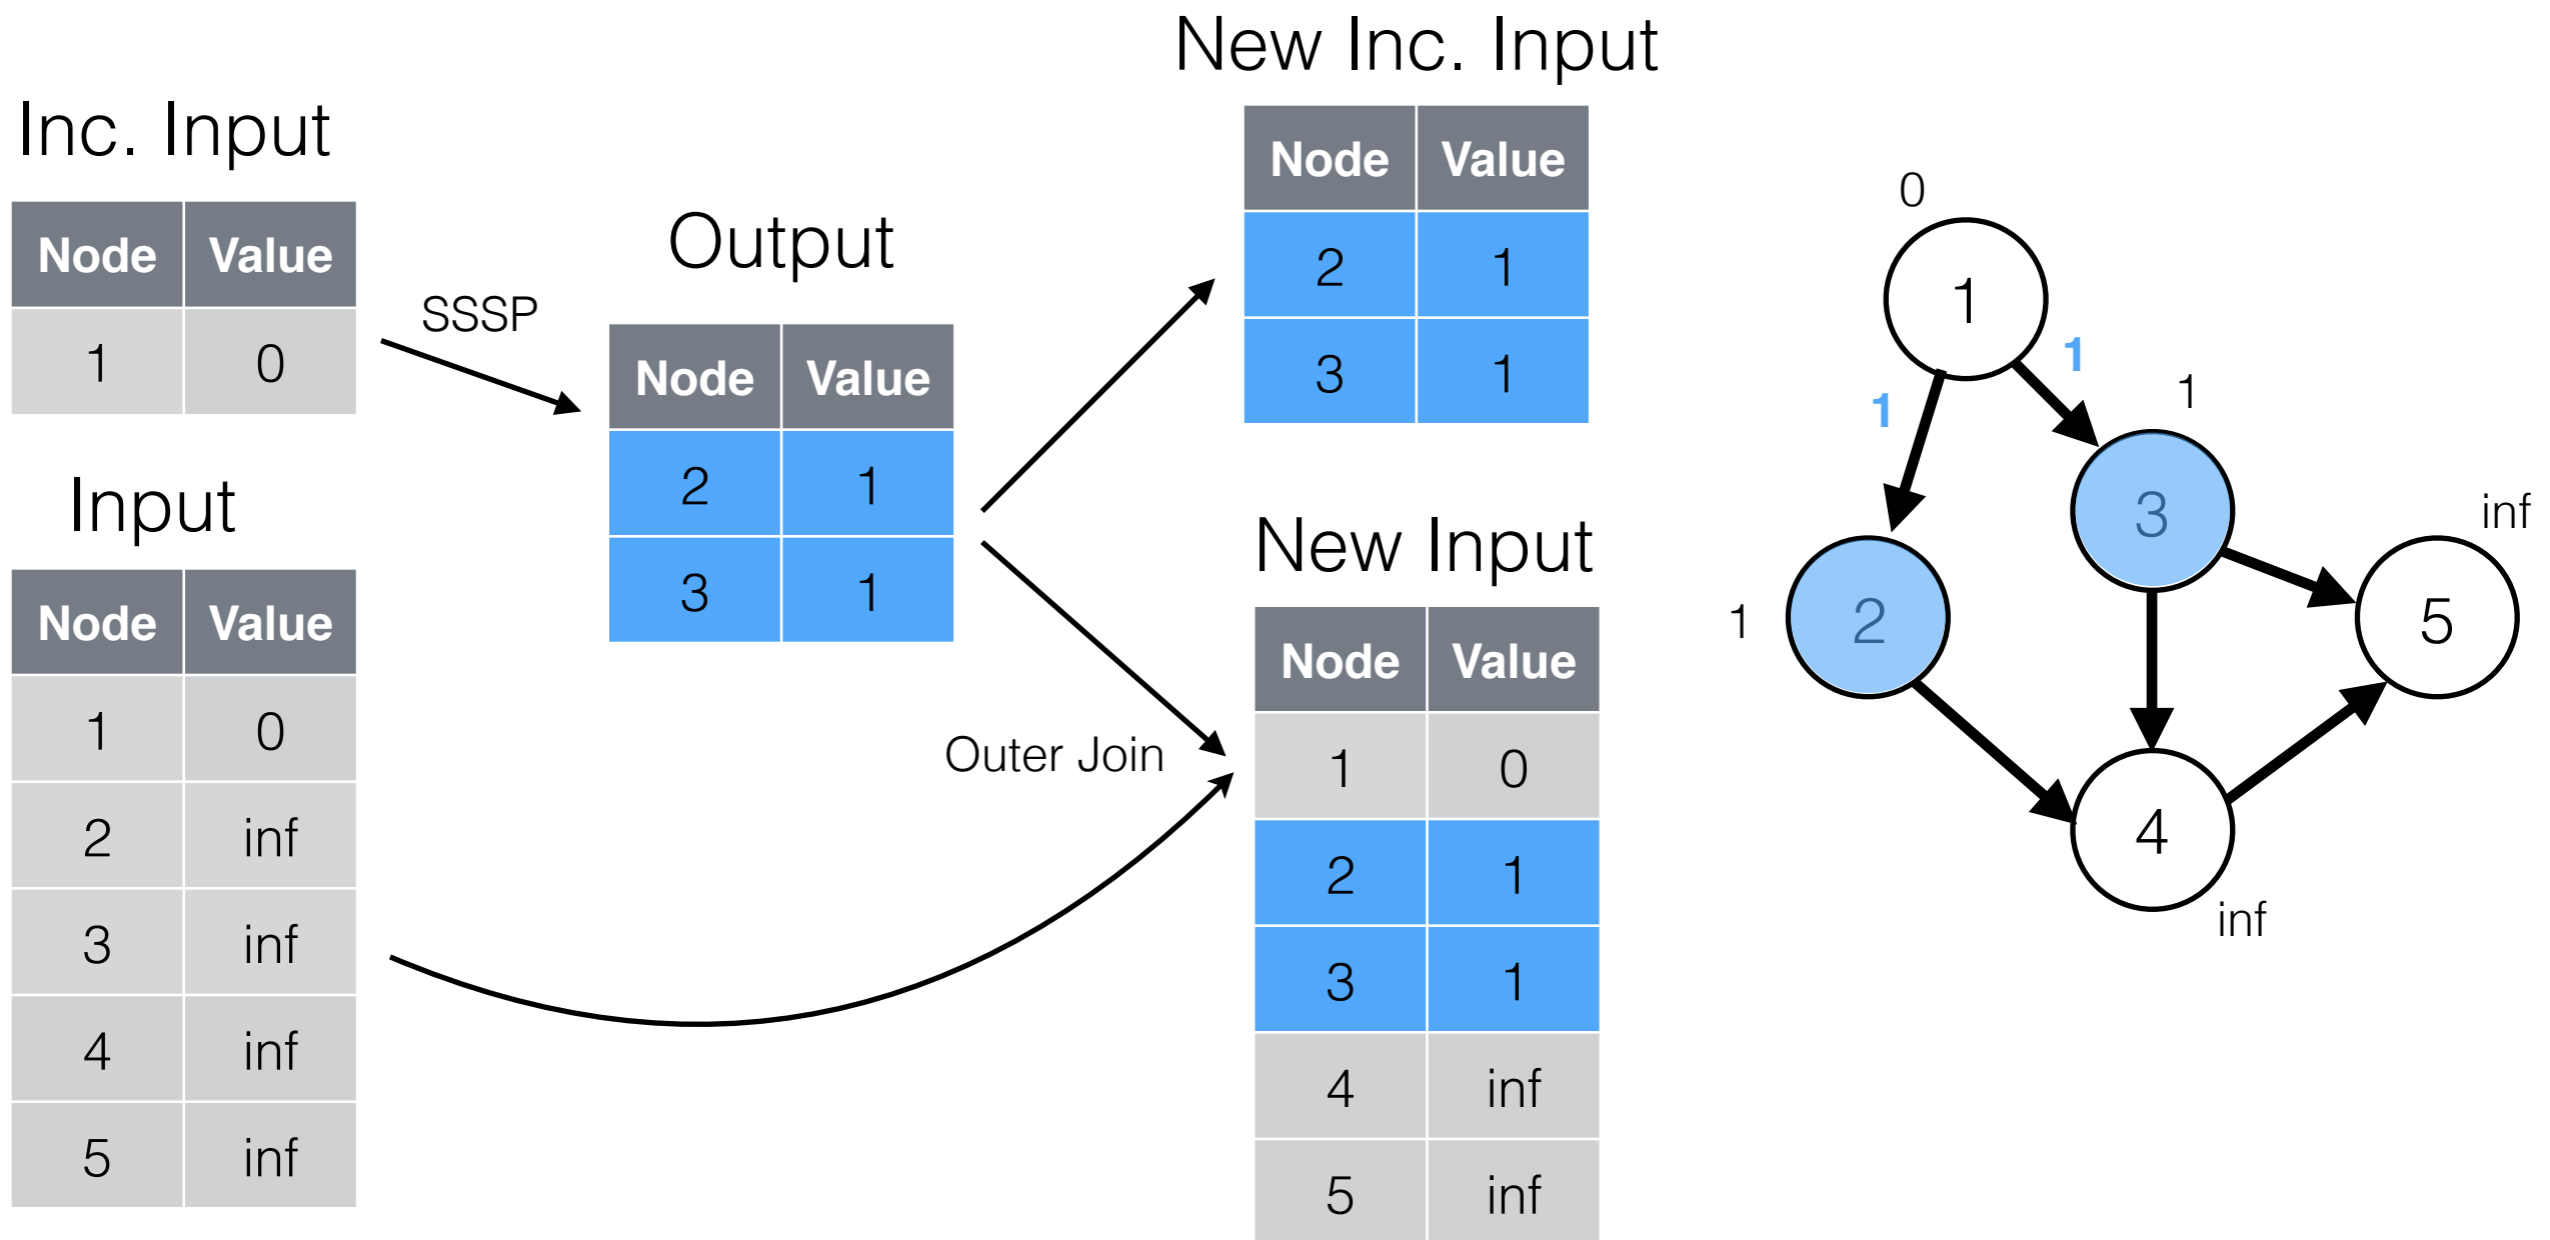 Inc. Input
Node Value
1 0
SSSP
Input
Node Value
1 0
2 inf
3 inf
4 inf
5 inf
Output
Node Value
2 1
3 1
Outer Join
New Inc. Input
Node Value
2 1
3 1
New Input
Node Value
1 0
2 1
3 1
4 inf
5 inf
0
1
1
1
1
3
inf
1
2
5
4
inf